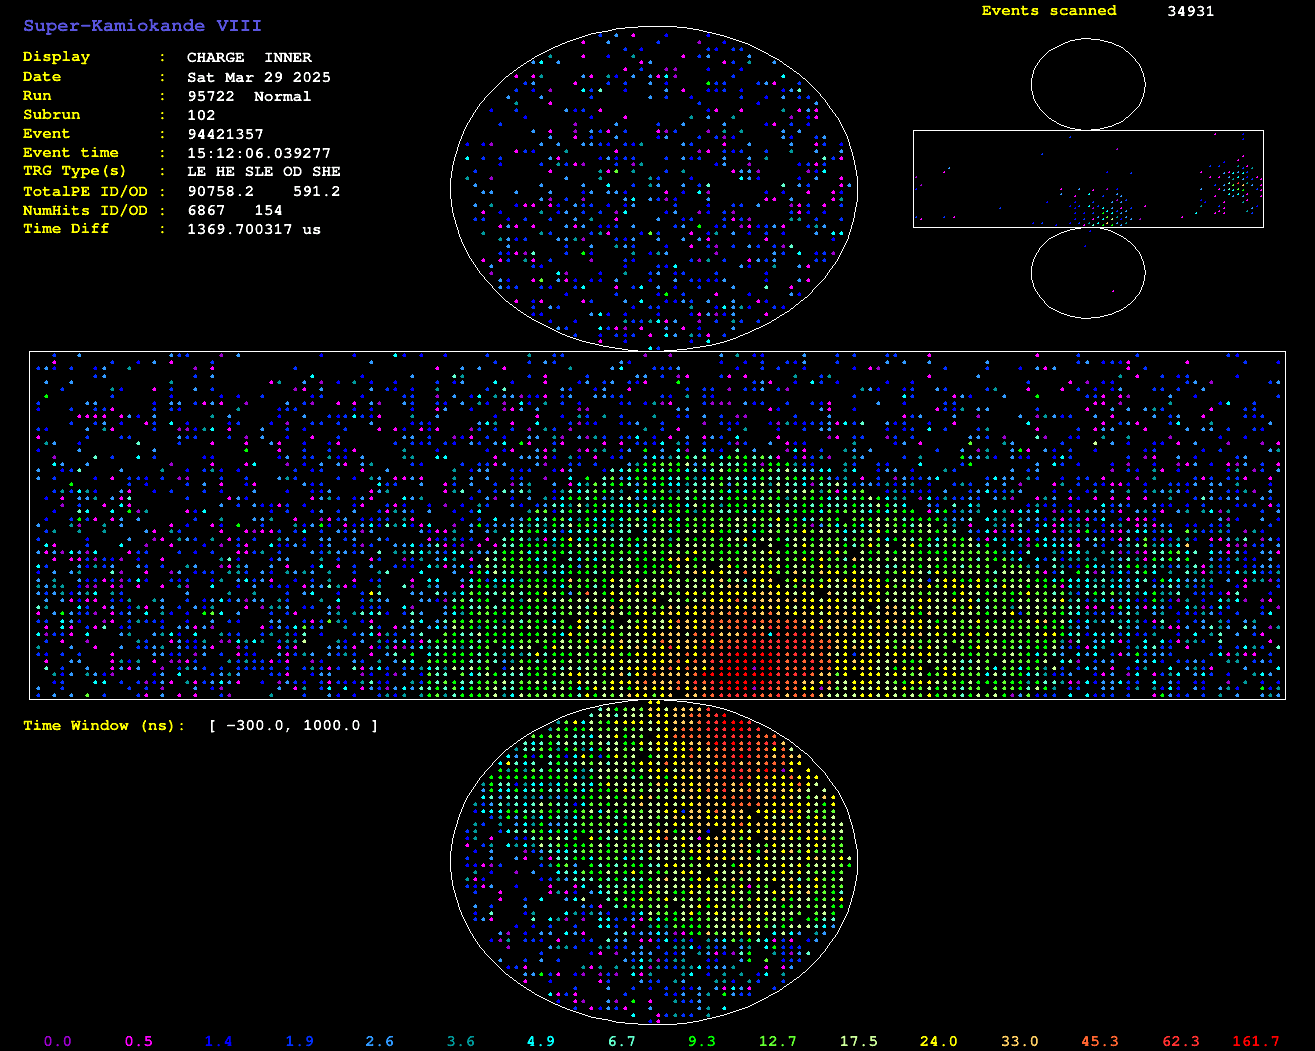 Super-Kamiokande VIII
Events scanned 34931
Display : CHARGE INNER
Date : Sat Mar 29 2025
Run : 95722 Normal
Subrun : 102
Event : 94421357
Event time : 15:12:06.039277
TRG Type(s) : LE HE SLE OD SHE
TotalPE ID/OD : 90758.2 591.2
NumHits ID/OD : 6867 154
Time Diff : 1369.700317 us
Time Window (ns): [ -300.0, 1000.0 ]
0.0 0.5 1.4 1.9 2.6 3.6 4.9 6.7 9.3 12.7 17.5 24.0 33.0 45.3 62.3 161.7